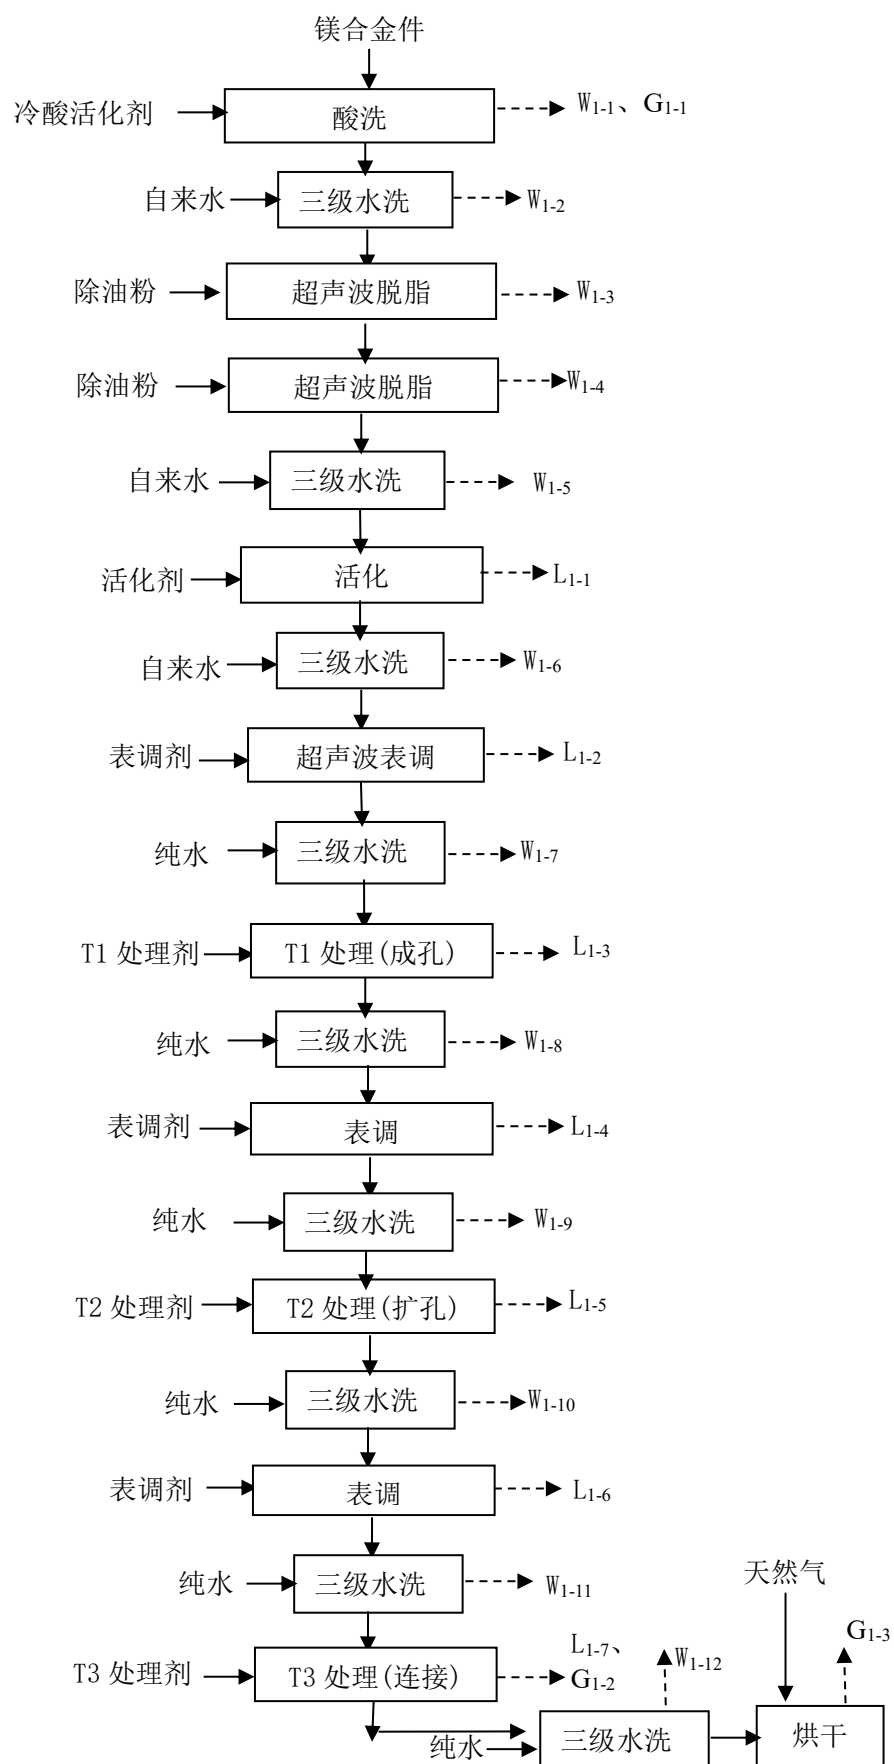 镁合金件
冷酸活化剂 酸洗 W1-1、G1-1
自来水 三级水洗 W1-2
除油粉 超声波脱脂 W1-3
除油粉 超声波脱脂 W1-4
自来水 三级水洗 W1-5
活化剂 活化 L1-1
自来水 三级水洗 W1-6
表调剂 超声波表调 L1-2
纯水 三级水洗 W1-7
T1 处理剂 T1 处理(成孔) L1-3
纯水 三级水洗 W1-8
表调剂 表调 L1-4
纯水 三级水洗 W1-9
T2 处理剂 T2 处理(扩孔) L1-5
纯水 三级水洗 W1-10
表调剂 表调 L1-6
纯水 三级水洗 W1-11
天然气
T3 处理剂 T3 处理(连接) L1-7、
G1-2
W1-12
G1-3
纯水 三级水洗 烘干